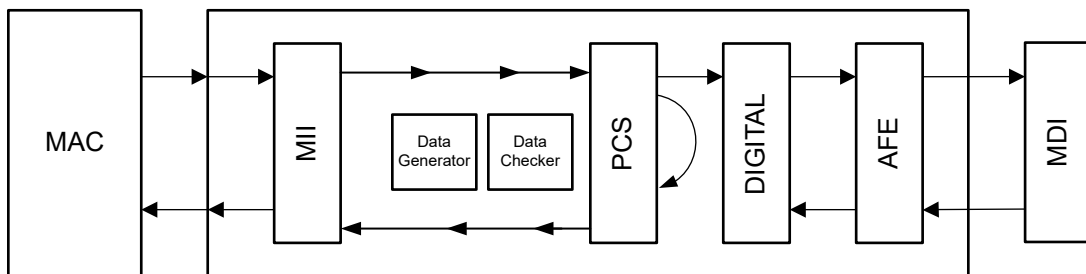 MAC
MII
Data
Generator
Data
Checker
PCS
DIGITAL
AFE
MDI